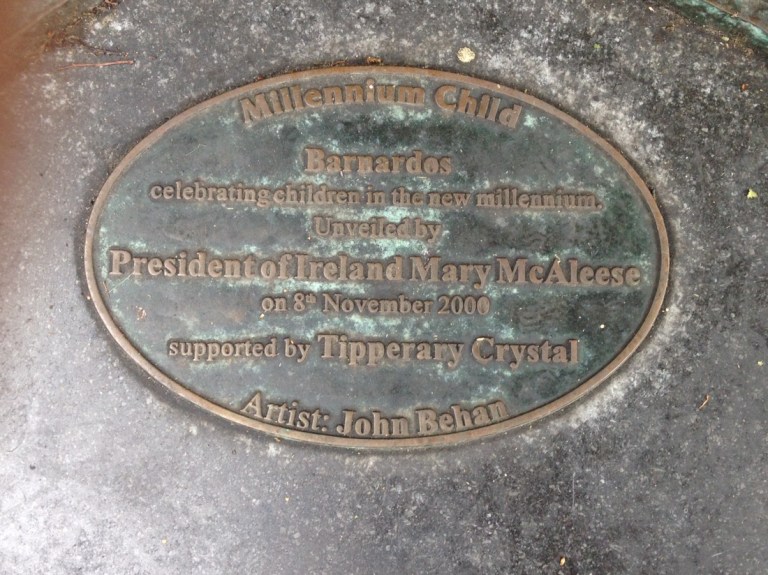 Millennium Child
Barnardos
celebrating children in the new millennium.
Unveiled by
President of Ireland Mary McAleese
on 8th November 2000
supported by Tipperary Crystal
Artist: John Behan